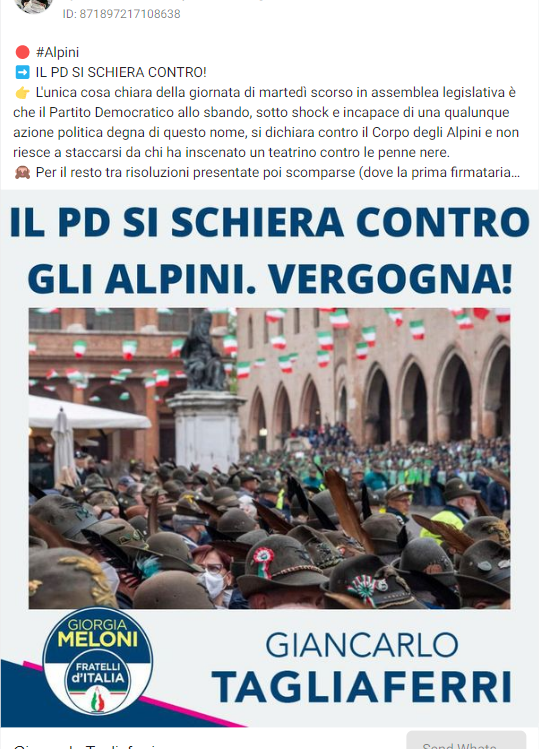 ID: 871897217108638
🔴 #Alpini
➡️ IL PD SI SCHIERA CONTRO!
👉 L'unica cosa chiara della giornata di martedì scorso in assemblea legislativa è
che il Partito Democratico allo sbando, sotto shock e incapace di una qualunque
azione politica degna di questo nome, si dichiara contro il Corpo degli Alpini e non
riesce a staccarsi da chi ha inscenato un teatrino contro le penne nere.
🙈 Per il resto tra risoluzioni presentate poi scomparse (dove la prima firmataria...
IL PD SI SCHIERA CONTRO
GLI ALPINI. VERGOGNA!
GIORGIA
MELONI
FRATELLI
d'ITALIA
GIANCARLO
TAGLIAFERRI